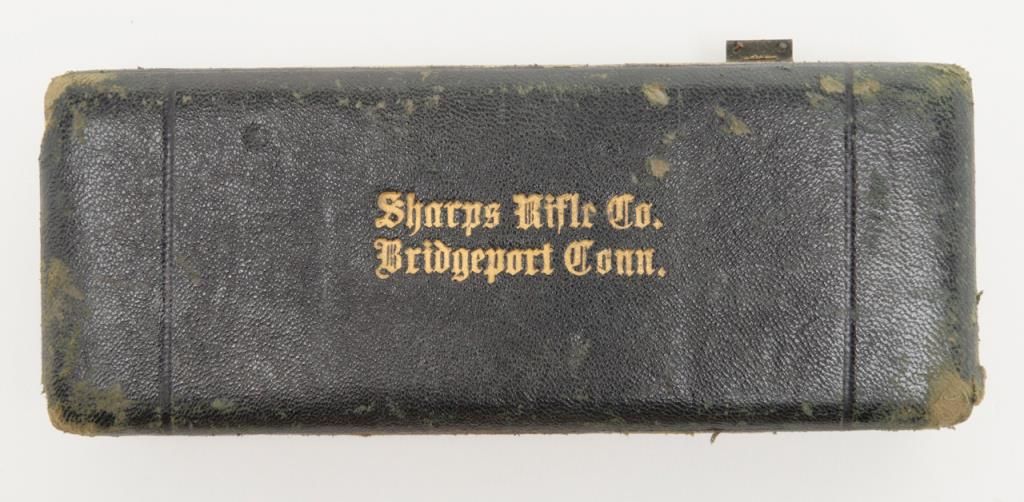 Sharps Rifle Co.
Bridgeport Conn.